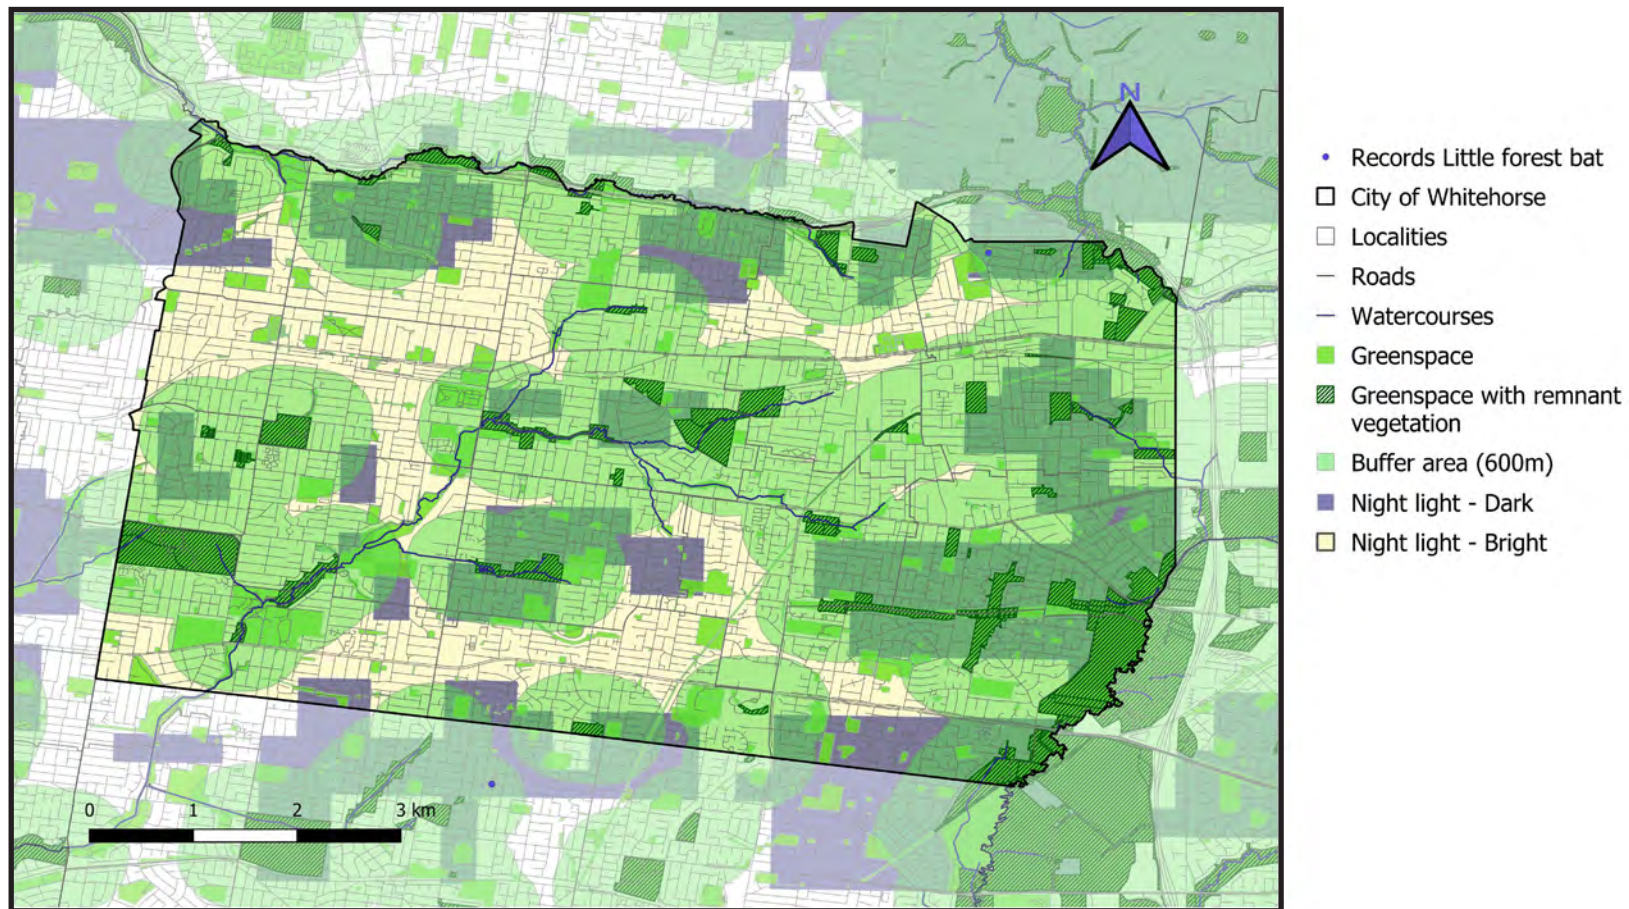 N
Records Little forest bat
City of Whitehorse
Localities
Roads
Watercourses
Greenspace
Greenspace with remnant
vegetation
Buffer area (600m)
Night light - Dark
Night light - Bright
0 1 2 3 km